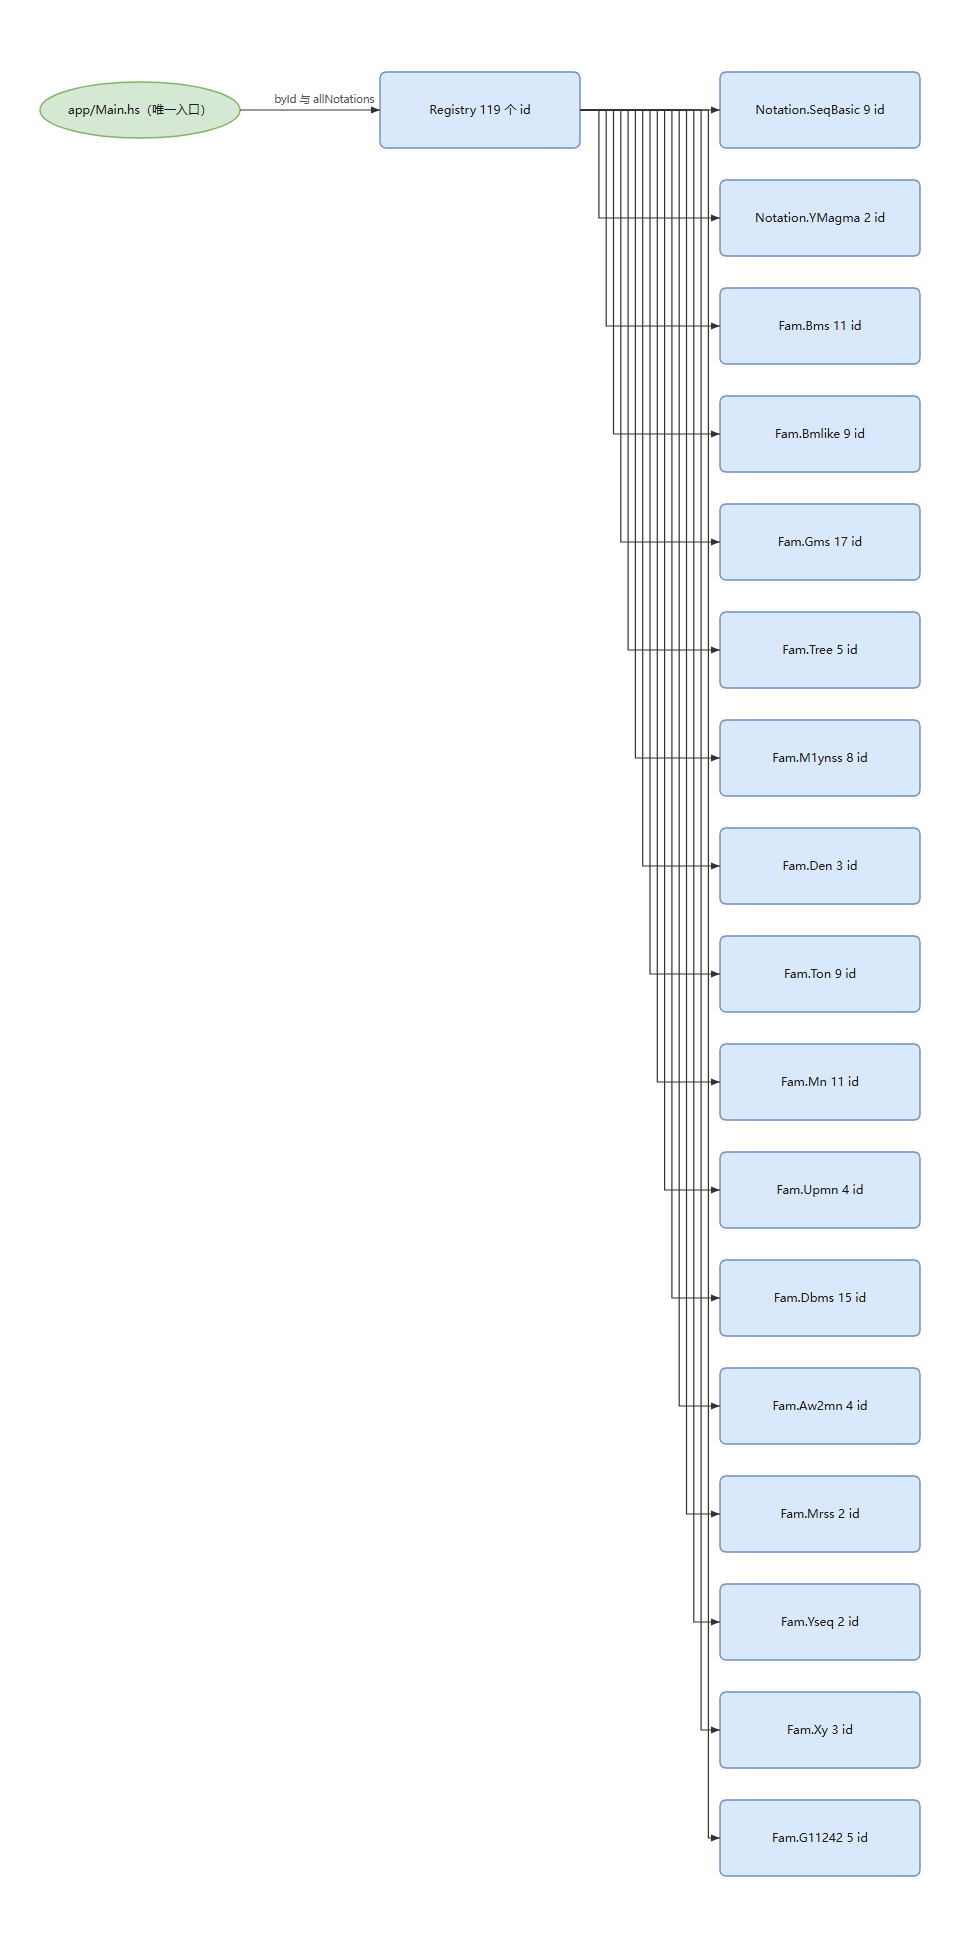 app/Main.hs（唯一入口）
byId 与 allNotations
Registry 119 个 id
Notation.SeqBasic 9 id
Notation.YMagma 2 id
Fam.Bms 11 id
Fam.Bmlike 9 id
Fam.Gms 17 id
Fam.Tree 5 id
Fam.M1ynss 8 id
Fam.Den 3 id
Fam.Ton 9 id
Fam.Mn 11 id
Fam.Upmn 4 id
Fam.Dbms 15 id
Fam.Aw2mn 4 id
Fam.Mrss 2 id
Fam.Yseq 2 id
Fam.Xy 3 id
Fam.G11242 5 id